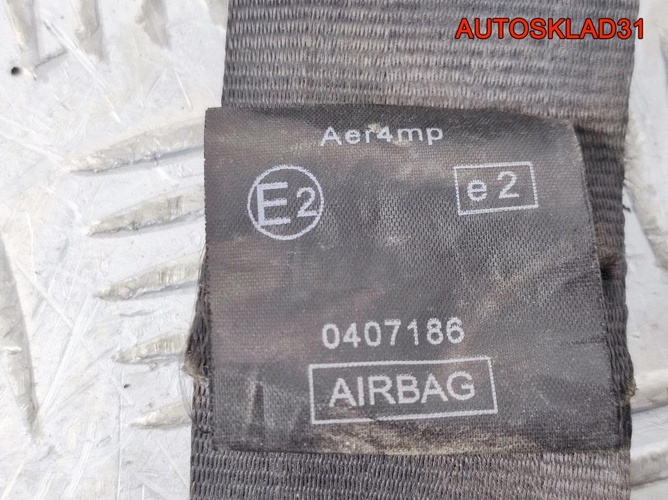 AUTOSKLAD31
Aer4mp
E2 e2
0407186
AIRBAG